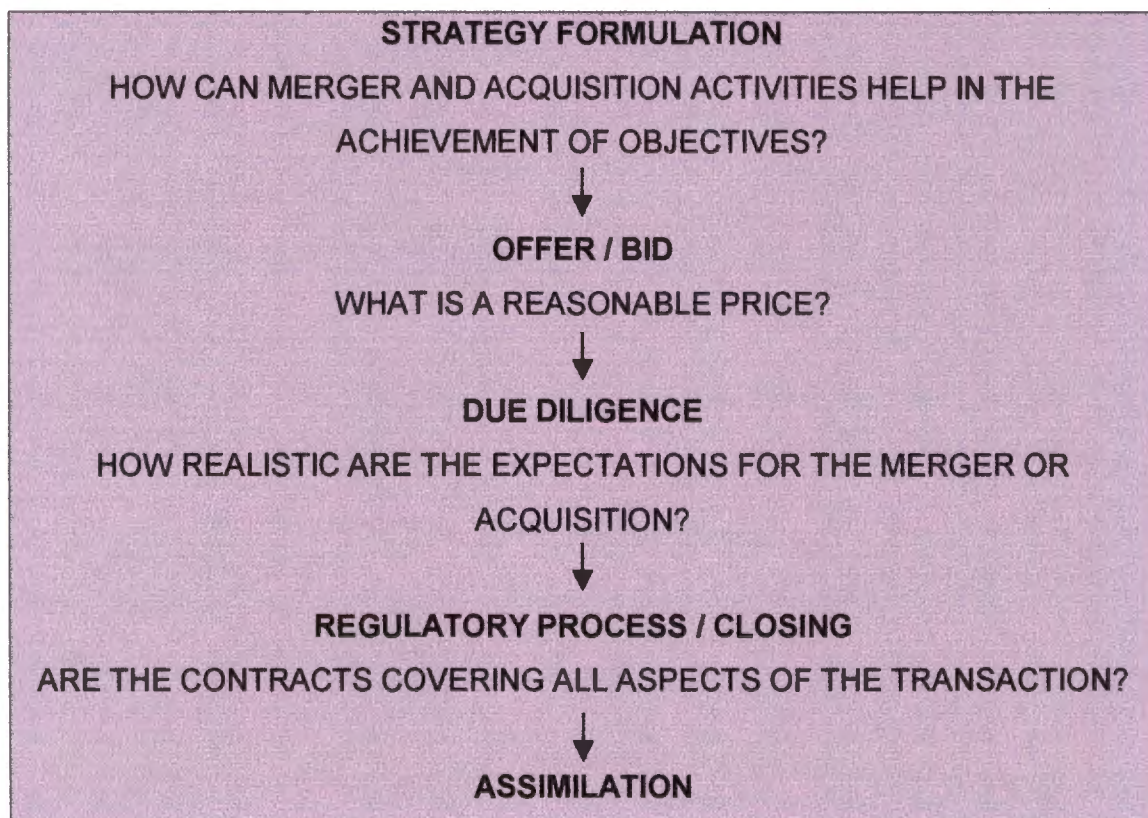 STRATEGY FORMULATION
HOW CAN MERGER AND ACQUISITION ACTIVITIES HELP IN THE
ACHIEVEMENT OF OBJECTIVES?
OFFER / BID
WHAT IS A REASONABLE PRICE?
DUE DILIGENCE
HOW REALISTIC ARE THE EXPECTATIONS FOR THE MERGER OR
ACQUISITION?
REGULATORY PROCESS / CLOSING
ARE THE CONTRACTS COVERING ALL ASPECTS OF THE TRANSACTION?
ASSIMILATION